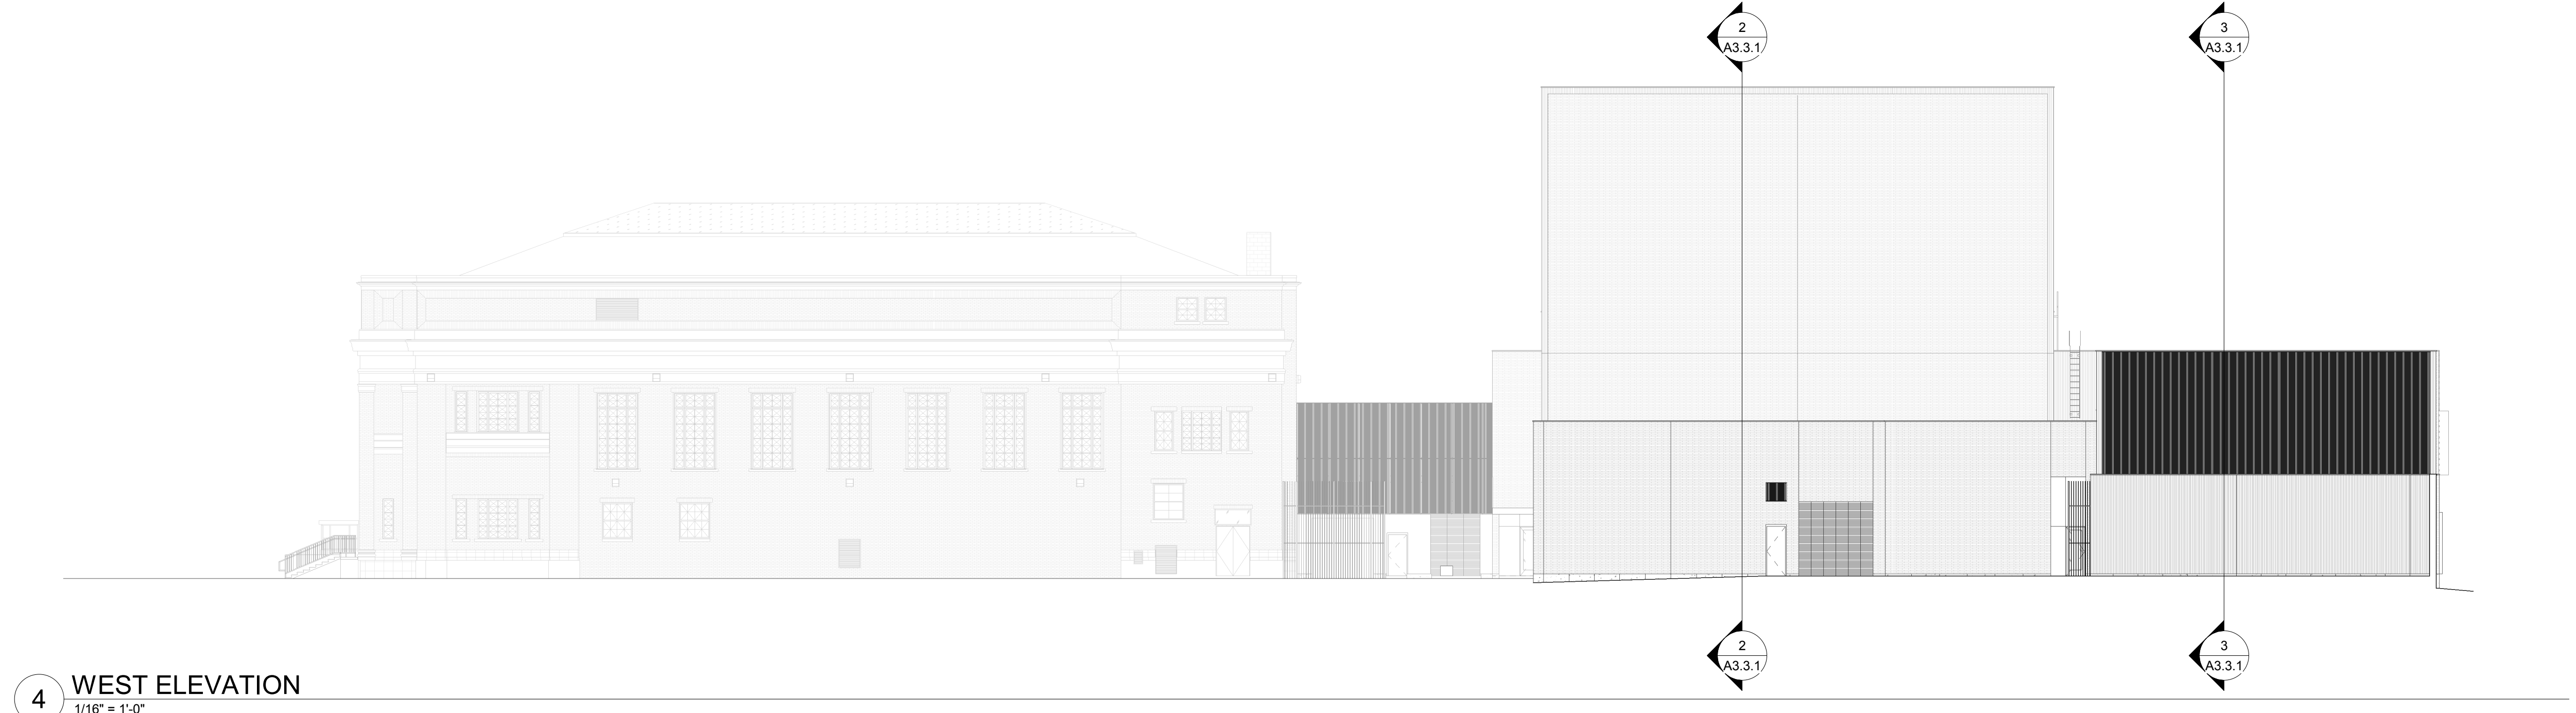 2
A3.3.1
3
A3.3.1
2
A3.3.1
3
A3.3.1
4
WEST ELEVATION
1/16" = 1'-0"